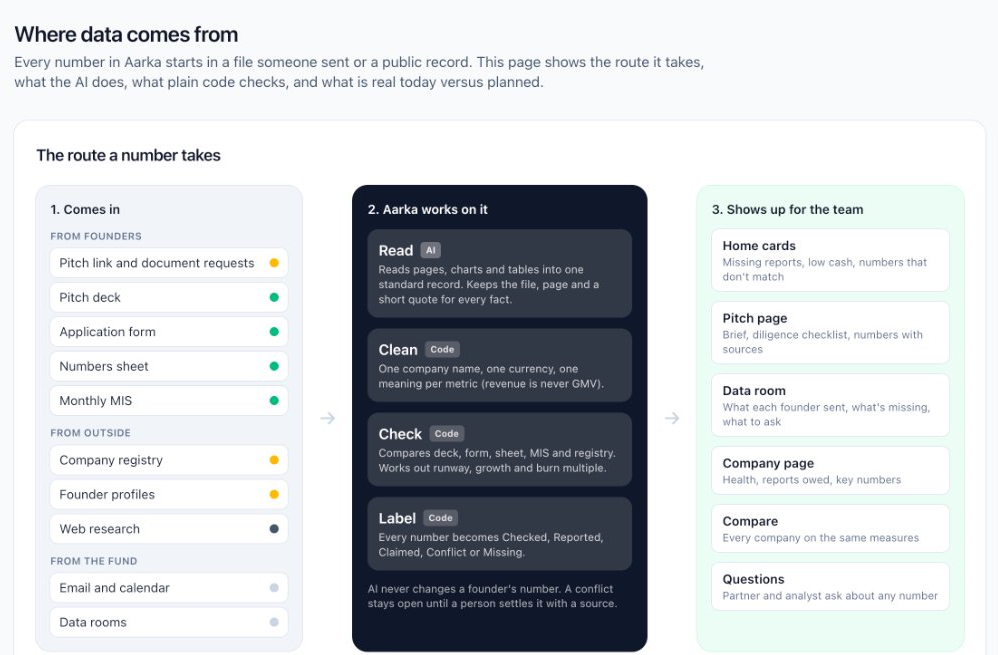 Where data comes from
Every number in Aarka starts in a file someone sent or a public record. This page shows the route it takes,
what the AI does, what plain code checks, and what is real today versus planned.
The route a number takes
1. Comes in
FROM FOUNDERS
Pitch link and document requests
Pitch deck
Application form
Numbers sheet
Monthly MIS
FROM OUTSIDE
Company registry
Founder profiles
Web research
FROM THE FUND
Email and calendar
Data rooms
→
2. Aarka works on it
Read AI
Reads pages, charts and tables into one
standard record. Keeps the file, page and a
short quote for every fact.
Clean Code
One company name, one currency, one
meaning per metric (revenue is never GMV).
Check Code
Compares deck, form, sheet, MIS and registry.
Works out runway, growth and burn multiple.
Label Code
Every number becomes Checked, Reported,
Claimed, Conflict or Missing.
AI never changes a founder's number. A conflict
stays open until a person settles it with a source.
→
3. Shows up for the team
Home cards
Missing reports, low cash, numbers that
don't match
Pitch page
Brief, diligence checklist, numbers with
sources
Data room
What each founder sent, what's missing,
what to ask
Company page
Health, reports owed, key numbers
Compare
Every company on the same measures
Questions
Partner and analyst ask about any number